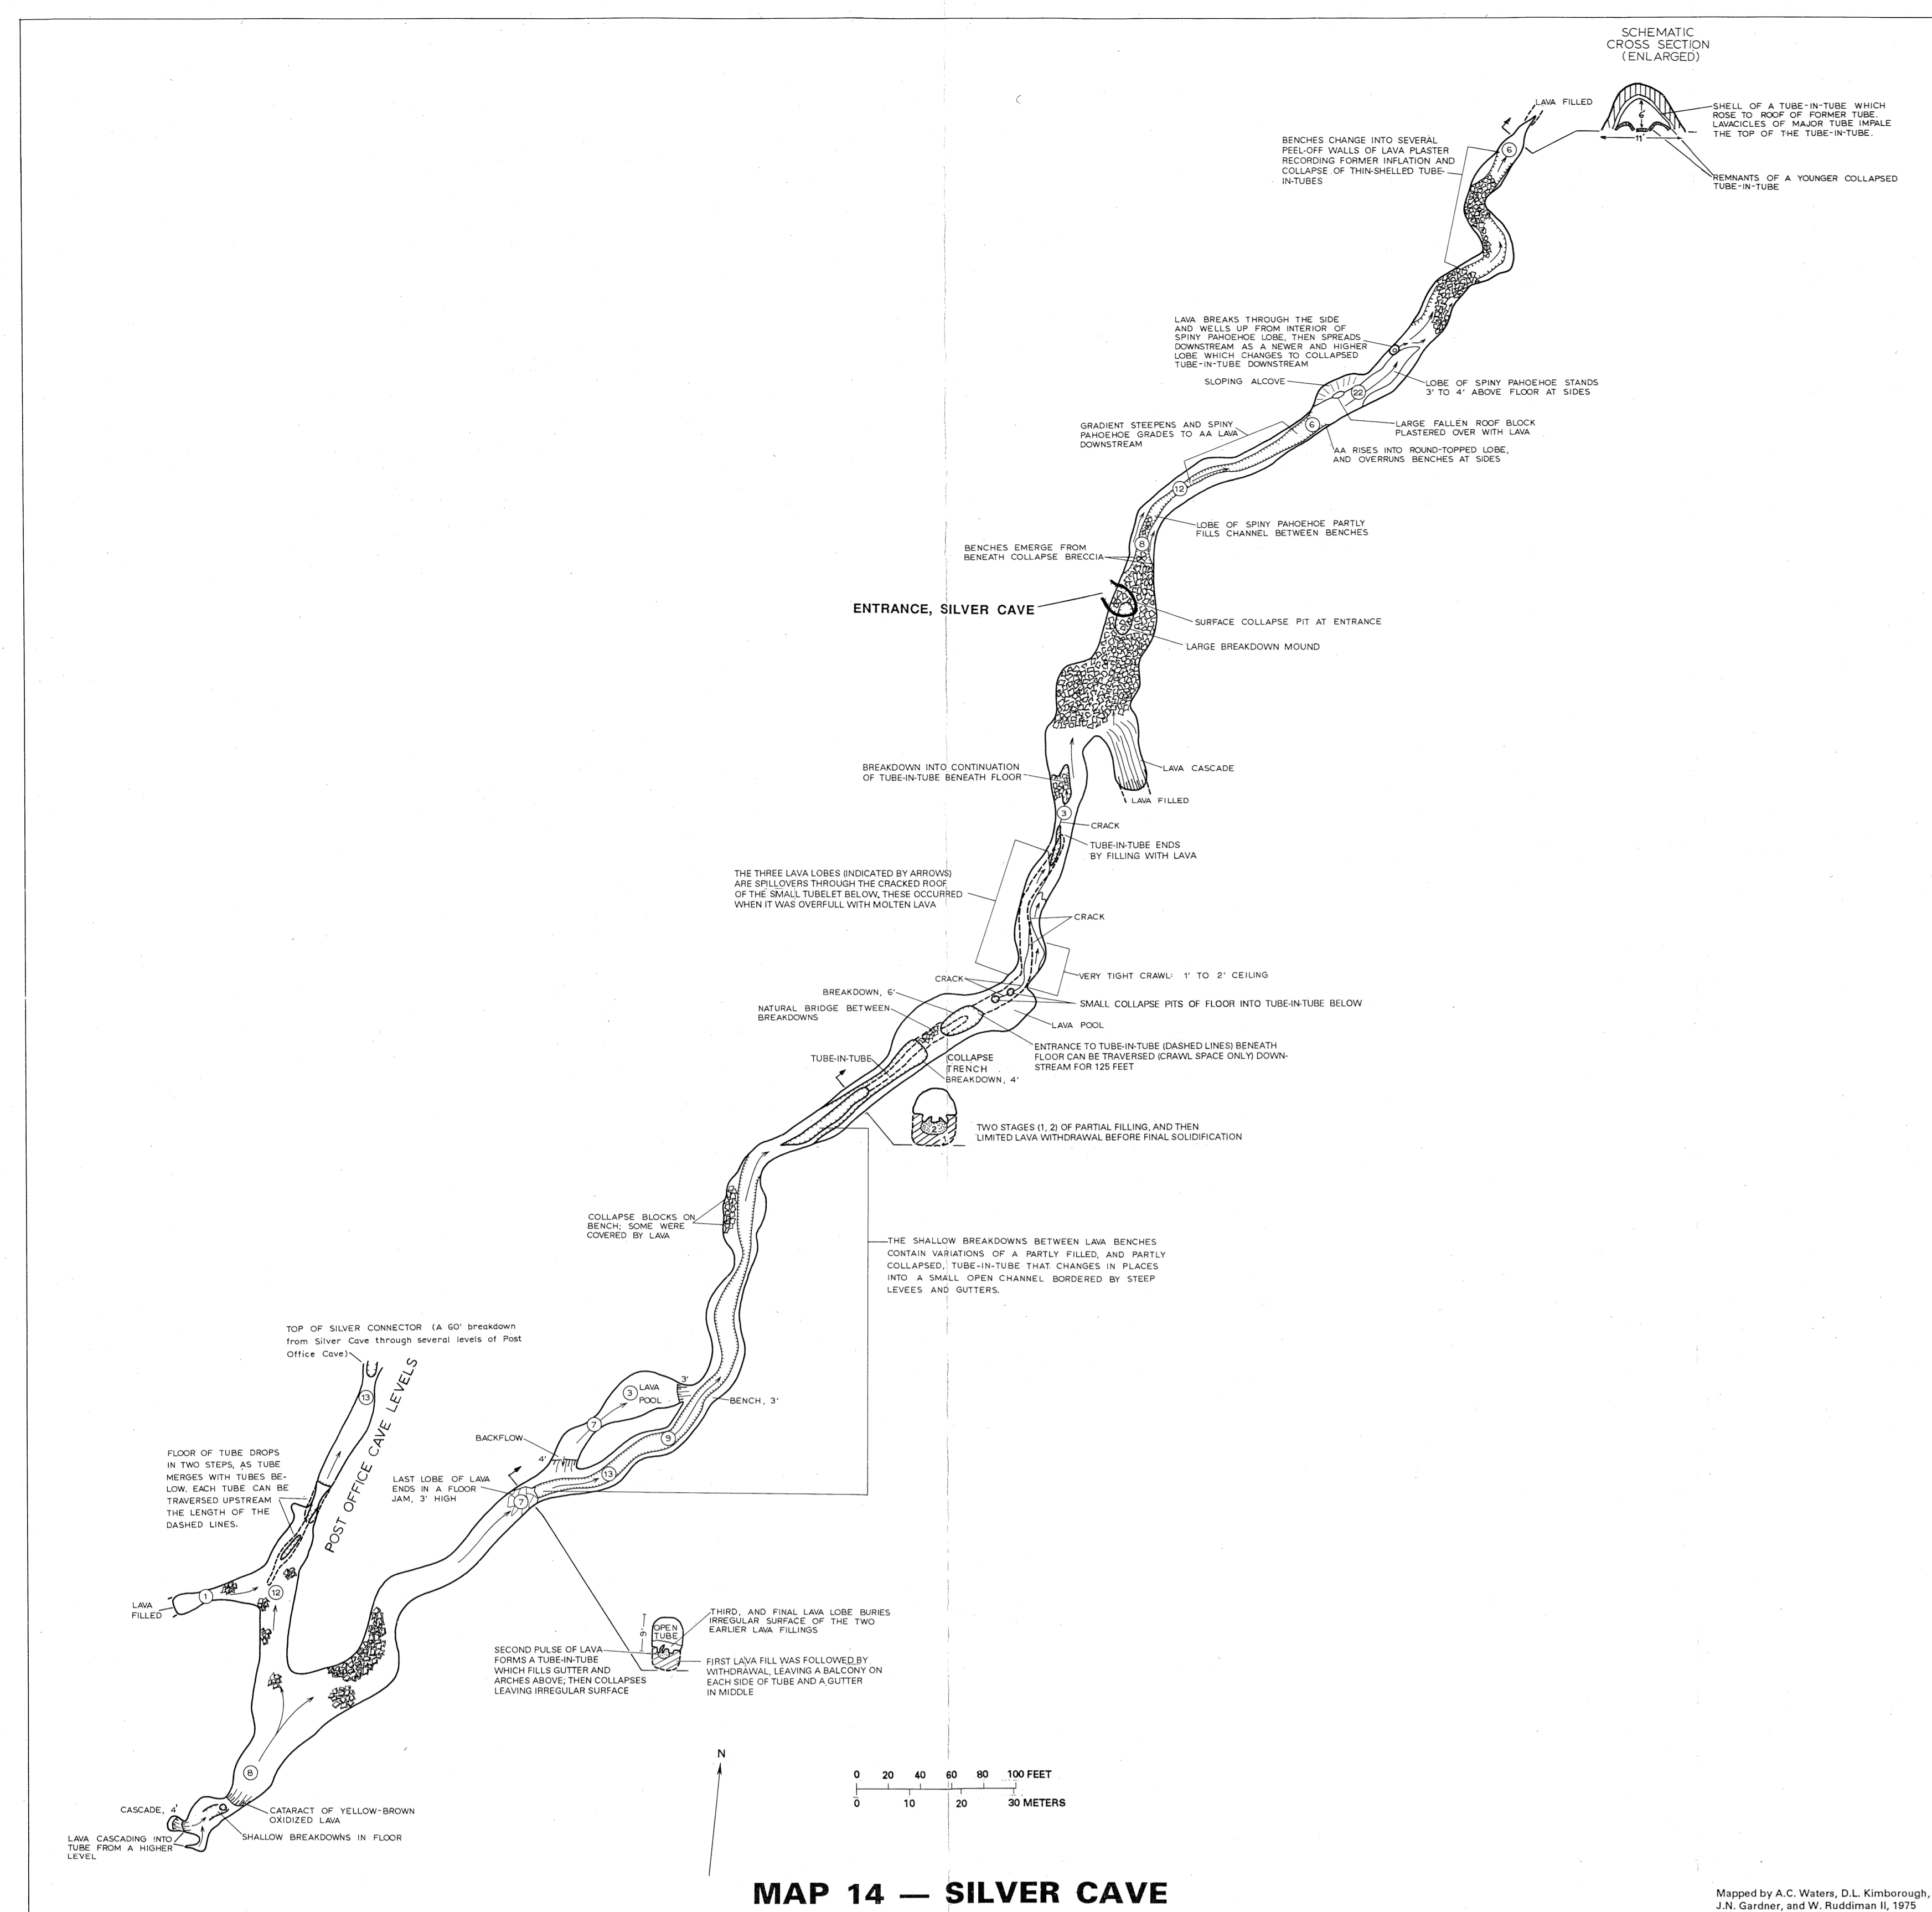 SCHEMATIC
CROSS SECTION
(ENLARGED)
LAVA FILLED
6'
11'
SHELL OF A TUBE-IN-TUBE WHICH
ROSE TO ROOF OF FORMER TUBE.
LAVACICLES OF MAJOR TUBE IMPALE
THE TOP OF THE TUBE-IN-TUBE.
REMNANTS OF A YOUNGER COLLAPSED
TUBE-IN-TUBE
BENCHES CHANGE INTO SEVERAL
PEEL-OFF WALLS OF LAVA PLASTER
RECORDING FORMER INFLATION AND
COLLAPSE OF THIN-SHELLED TUBE-
IN-TUBES
6
LAVA BREAKS THROUGH THE SIDE
AND WELLS UP FROM INTERIOR OF
SPINY PAHOEHOE LOBE, THEN SPREADS
DOWNSTREAM AS A NEWER AND HIGHER
LOBE WHICH CHANGES TO COLLAPSED
TUBE-IN-TUBE DOWNSTREAM
SLOPING ALCOVE
22
LOBE OF SPINY PAHOEHOE STANDS
3' TO 4' ABOVE FLOOR AT SIDES
GRADIENT STEEPENS AND SPINY
PAHOEHOE GRADES TO AA LAVA
DOWNSTREAM
6
LARGE FALLEN ROOF BLOCK
PLASTERED OVER WITH LAVA
AA RISES INTO ROUND-TOPPED LOBE,
AND OVERRUNS BENCHES AT SIDES
12
LOBE OF SPINY PAHOEHOE PARTLY
FILLS CHANNEL BETWEEN BENCHES
8
BENCHES EMERGE FROM
BENEATH COLLAPSE BRECCIA
ENTRANCE, SILVER CAVE
SURFACE COLLAPSE PIT AT ENTRANCE
LARGE BREAKDOWN MOUND
BREAKDOWN INTO CONTINUATION
OF TUBE-IN-TUBE BENEATH FLOOR
LAVA CASCADE
LAVA FILLED
3
CRACK
TUBE-IN-TUBE ENDS
BY FILLING WITH LAVA
THE THREE LAVA LOBES (INDICATED BY ARROWS)
ARE SPILLOVERS THROUGH THE CRACKED ROOF
OF THE SMALL TUBELET BELOW, THESE OCCURRED
WHEN IT WAS OVERFULL WITH MOLTEN LAVA
CRACK
VERY TIGHT CRAWL: 1' TO 2' CEILING
CRACK
BREAKDOWN, 6'
NATURAL BRIDGE BETWEEN
BREAKDOWNS
SMALL COLLAPSE PITS OF FLOOR INTO TUBE-IN-TUBE BELOW
LAVA POOL
ENTRANCE TO TUBE-IN-TUBE (DASHED LINES) BENEATH
FLOOR CAN BE TRAVERSED (CRAWL SPACE ONLY) DOWN-
STREAM FOR 125 FEET
TUBE-IN-TUBE
COLLAPSE
TRENCH
BREAKDOWN, 4'
2
1
TWO STAGES (1, 2) OF PARTIAL FILLING, AND THEN
LIMITED LAVA WITHDRAWAL BEFORE FINAL SOLIDIFICATION
COLLAPSE BLOCKS ON
BENCH; SOME WERE
COVERED BY LAVA
THE SHALLOW BREAKDOWNS BETWEEN LAVA BENCHES
CONTAIN VARIATIONS OF A PARTLY FILLED, AND PARTLY
COLLAPSED, TUBE-IN-TUBE THAT CHANGES IN PLACES
INTO A SMALL OPEN CHANNEL BORDERED BY STEEP
LEVEES AND GUTTERS.
TOP OF SILVER CONNECTOR (A 60' breakdown
from Silver Cave through several levels of Post
Office Cave)
13
POST OFFICE CAVE LEVELS
3
LAVA
POOL
3'
BENCH, 3'
7
9
BACKFLOW
4'
13
FLOOR OF TUBE DROPS
IN TWO STEPS, AS TUBE
MERGES WITH TUBES BE-
LOW. EACH TUBE CAN BE
TRAVERSED UPSTREAM
THE LENGTH OF THE
DASHED LINES.
LAST LOBE OF LAVA
ENDS IN A FLOOR
JAM, 3' HIGH
7
LAVA
FILLED
1
12
OPEN
TUBE
9'
THIRD, AND FINAL LAVA LOBE BURIES
IRREGULAR SURFACE OF THE TWO
EARLIER LAVA FILLINGS
SECOND PULSE OF LAVA
FORMS A TUBE-IN-TUBE
WHICH FILLS GUTTER AND
ARCHES ABOVE; THEN COLLAPSES
LEAVING IRREGULAR SURFACE
FIRST LAVA FILL WAS FOLLOWED BY
WITHDRAWAL, LEAVING A BALCONY ON
EACH SIDE OF TUBE AND A GUTTER
IN MIDDLE
8
CASCADE, 4'
CATARACT OF YELLOW-BROWN
OXIDIZED LAVA
SHALLOW BREAKDOWNS IN FLOOR
LAVA CASCADING INTO
TUBE FROM A HIGHER
LEVEL
N
0 20 40 60 80 100 FEET
0 10 20 30 METERS
MAP 14 — SILVER CAVE
Mapped by A.C. Waters, D.L. Kimborough,
J.N. Gardner, and W. Ruddiman II, 1975